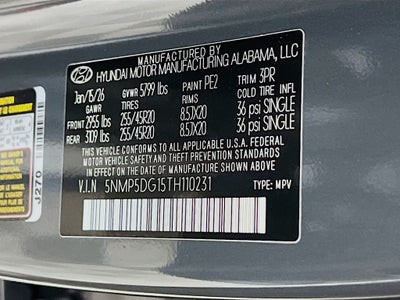 MANUFACTURED BY
HYUNDAI MOTOR MANUFACTURING ALABAMA, LLC
Jan/15/26 GVWR 5799 lbs PAINT PE2 TRIM 3PR
GAWR TIRES RIMS COLD TIRE INFL
FRONT 2955 lbs 255/45R20 8.5JX20 36 psi SINGLE
REAR 3109 lbs 255/45R20 8.5JX20 36 psi SINGLE
THIS VEHICLE CONFORMS TO ALL APPLICABLE U.S.A. FEDERAL
MOTOR VEHICLE SAFETY, BUMPER, AND THEFT PREVENTION
STANDARDS IN EFFECT ON THE DATE OF MANUFACTURE SHOWN ABOVE.
V.I.N 5NMP5DG15TH110231 TYPE: MPV
J270